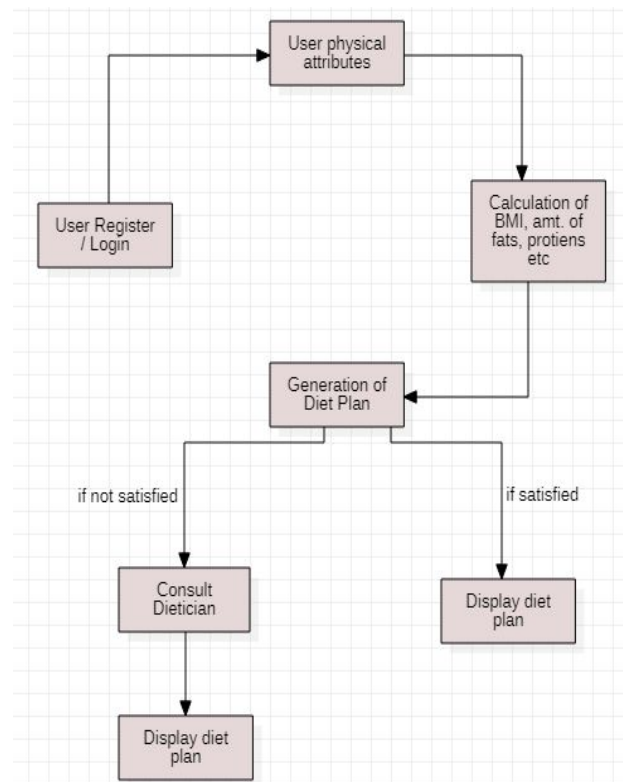 User physical
attributes
User Register
/ Login
Calculation of
BMI, amt. of
fats, protiens
etc
Generation of
Diet Plan
if not satisfied
if satisfied
Consult
Dietician
Display diet
plan
Display diet
plan